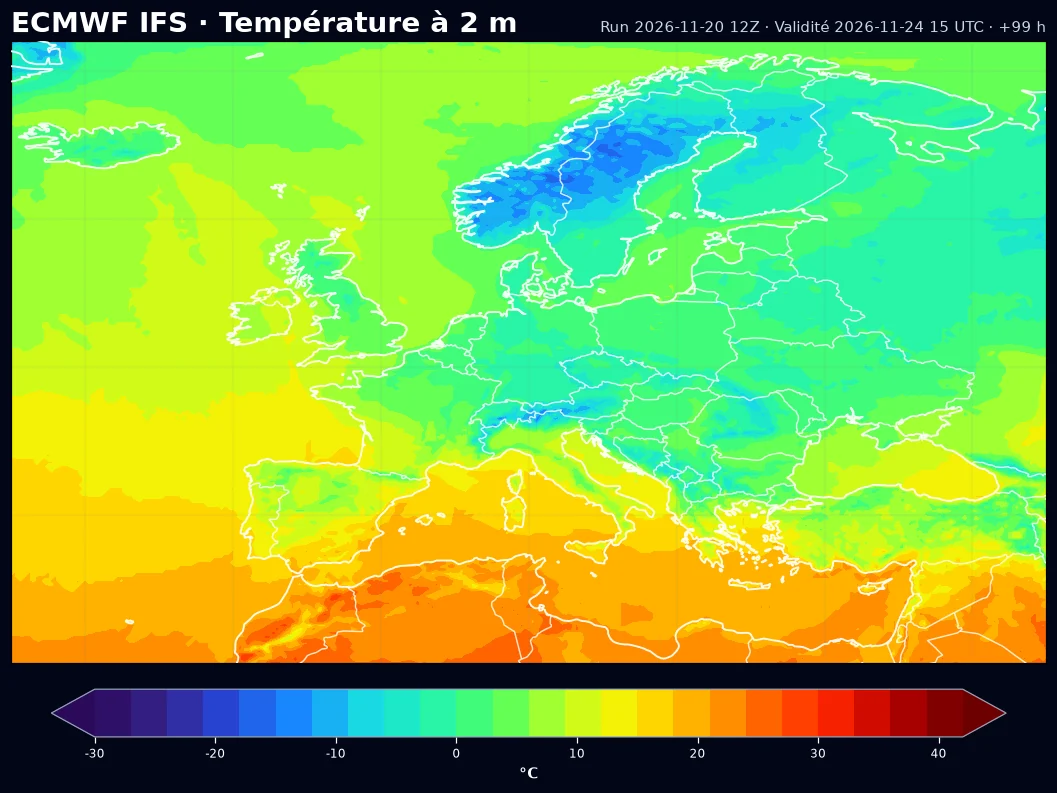 ECMWF IFS · Température à 2 m
Run 2026-11-20 12Z · Validité 2026-11-24 15 UTC · +99 h
-30 -20 -10 0 10 20 30 40
°C